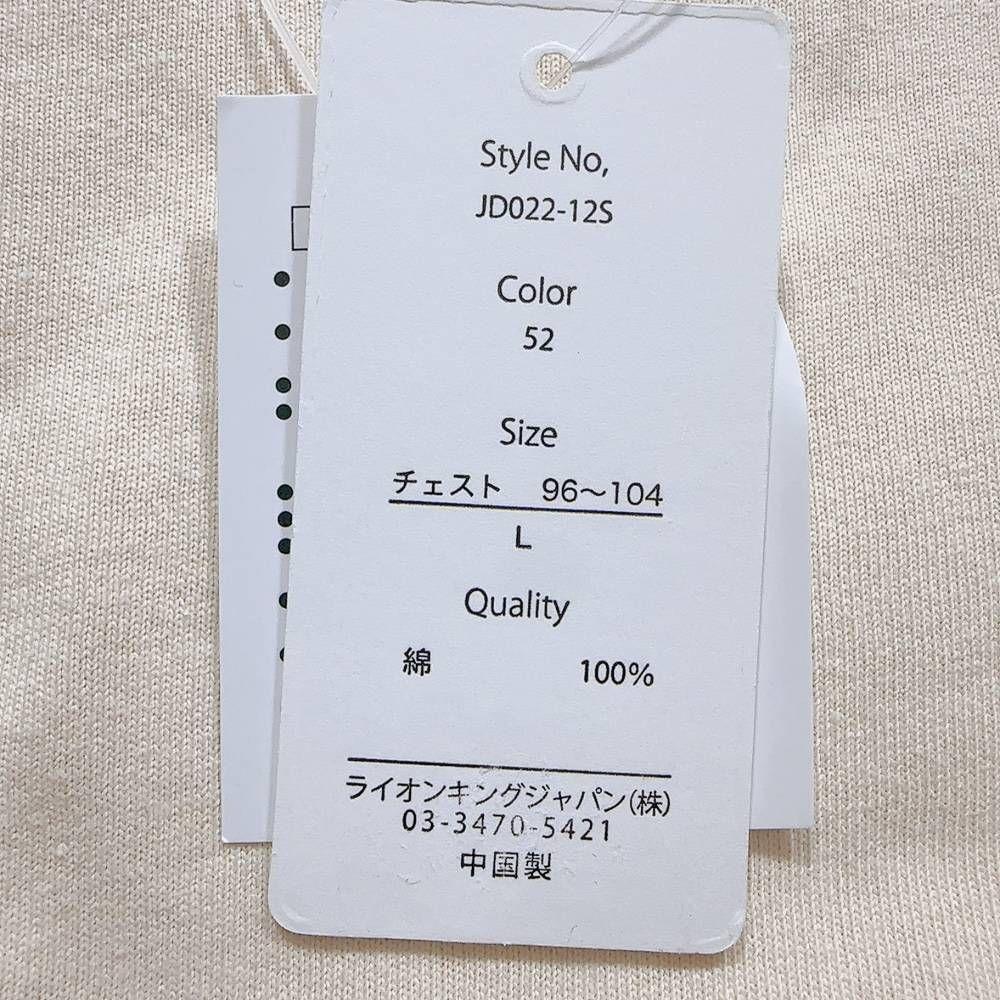 Style No,
JD022-12S
Color
52
Size
チェスト 96～104
L
Quality
綿 100%
ライオンキングジャパン(株)
03-3470-5421
中国製